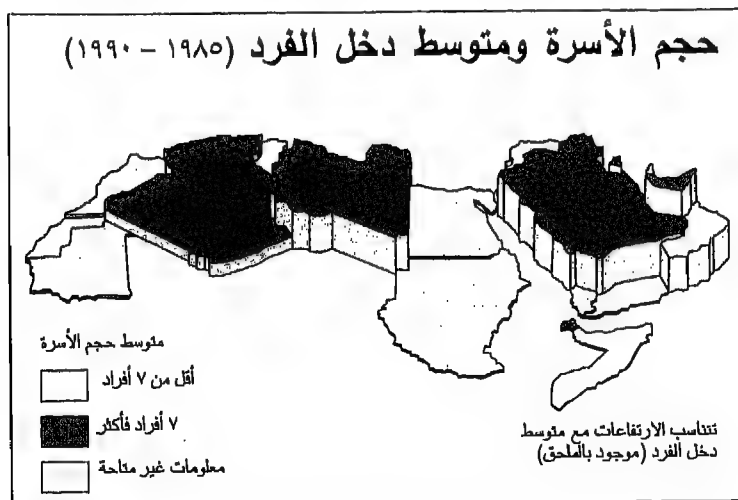 حجم الأسرة ومتوسط دخل الفرد (١٩٨٥ – ١٩٩٠)
متوسط حجم الأسرة
أقل من ٧ أفراد
٧ أفراد فأكثر
معلومات غير متاحة
تتناسب الارتفاعات مع متوسط
دخل الفرد (موجود بالملحق)